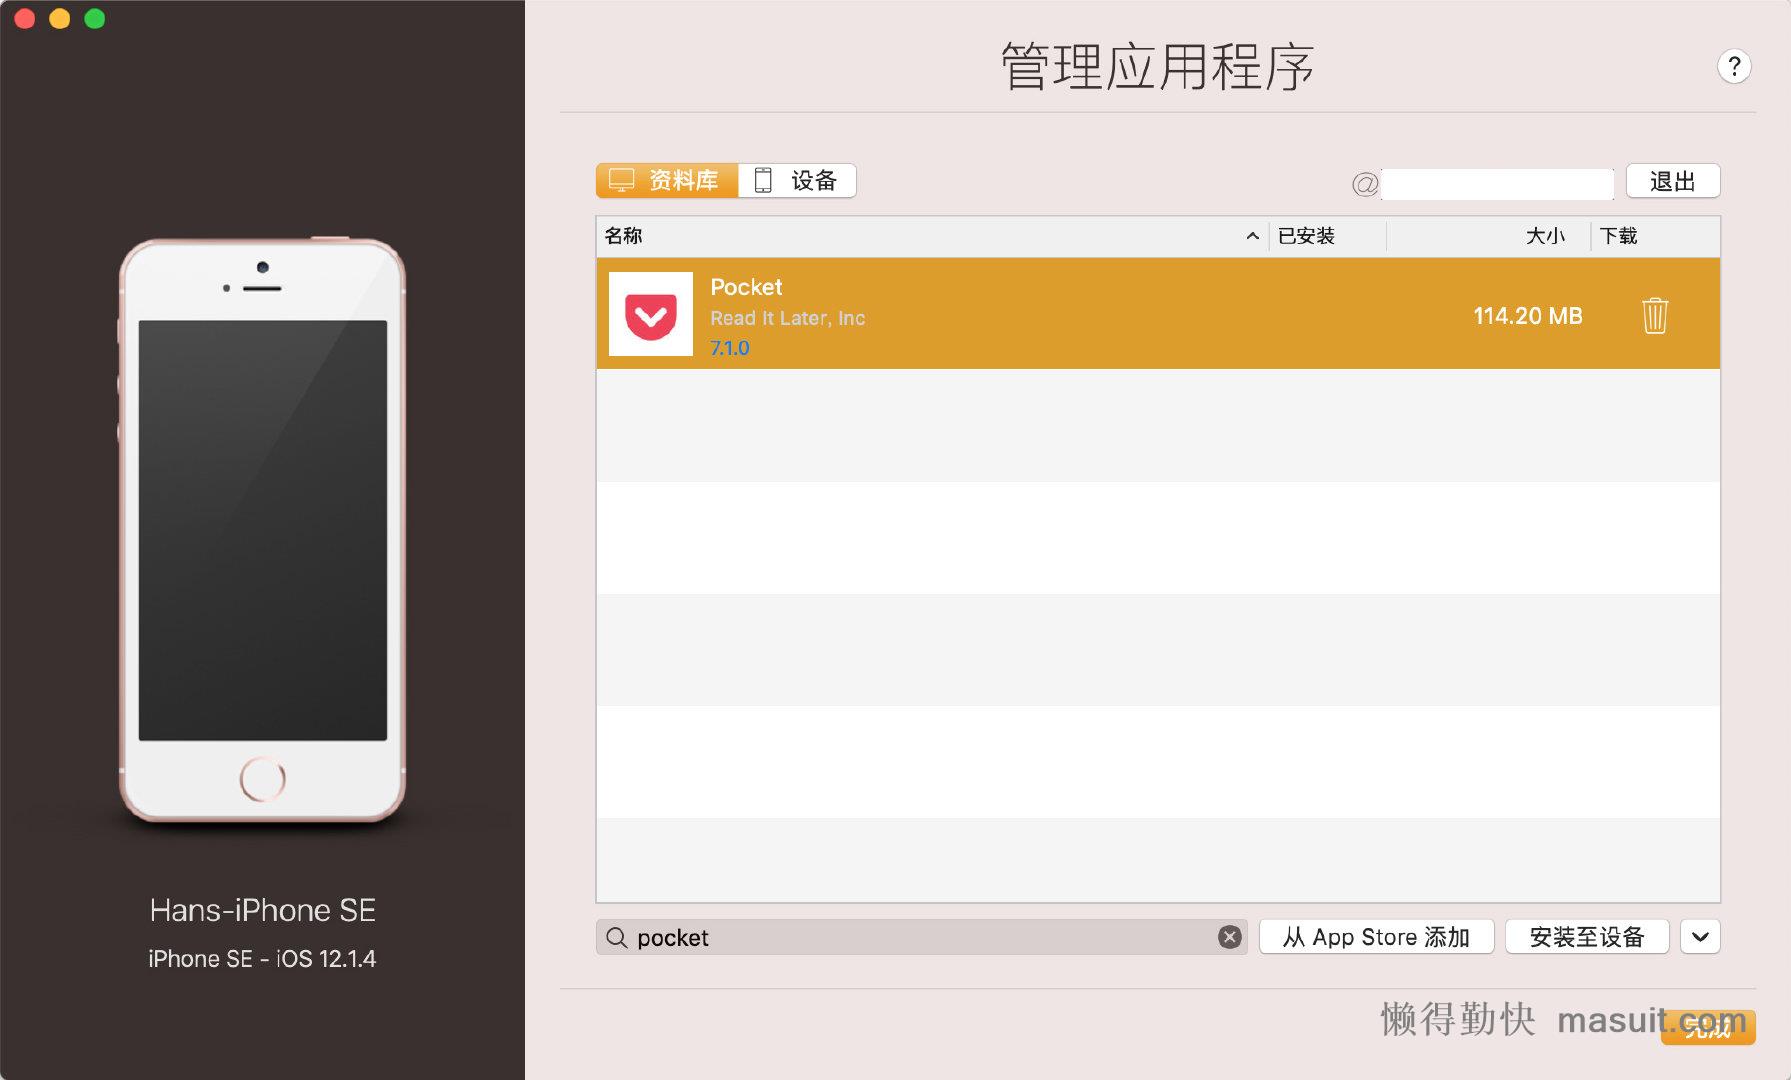 管理应用程序
?
资料库 设备
@ 退出
名称 已安装 大小 下载
Pocket
Read It Later, Inc
7.1.0
114.20 MB
pocket
从 App Store 添加 安装至设备
Hans-iPhone SE
iPhone SE - iOS 12.1.4
懒得勤快 masuit.com
完成